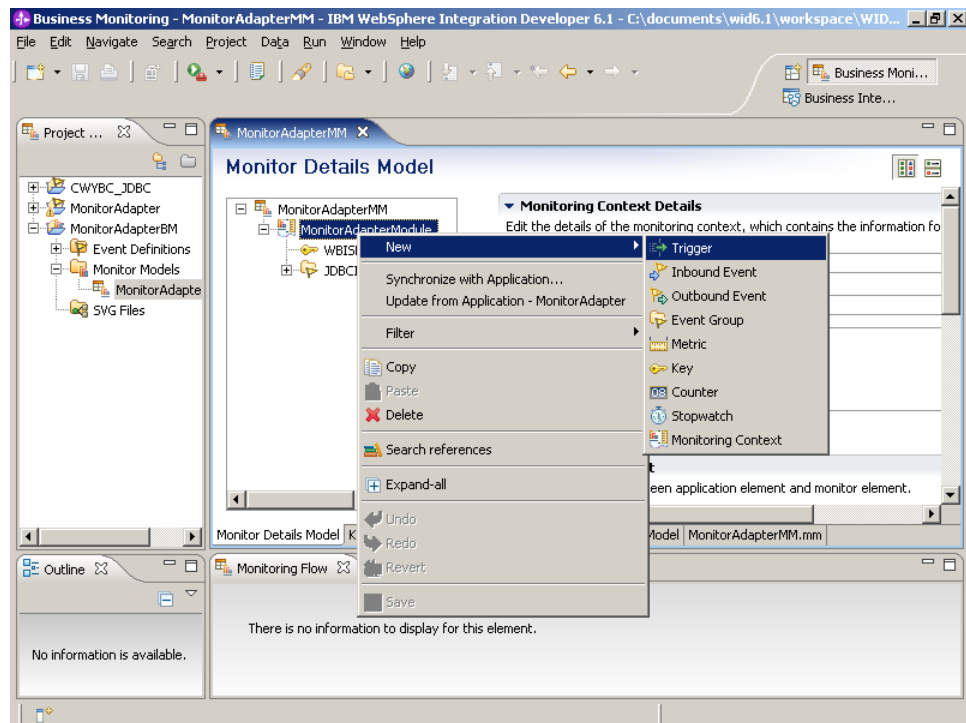 Business Monitoring - MonitorAdapterMM - IBM WebSphere Integration Developer 6.1 - C:\documents\wid6.1\workspace\WID...
File Edit Navigate Search Project Data Run Window Help
Business Moni...
Business Inte...
Project ...
MonitorAdapterMM
Monitor Details Model
CWYBC_JDBC
MonitorAdapter
MonitorAdapterBM
Event Definitions
Monitor Models
MonitorAdapte
SVG Files
MonitorAdapterMM
MonitorAdapterModule
Monitoring Context Details
Edit the details of the monitoring context, which contains the information fo
New
Synchronize with Application...
Update from Application - MonitorAdapter
Filter
Copy
Paste
Delete
Search references
Expand-all
Undo
Redo
Revert
Save
Trigger
Inbound Event
Outbound Event
Event Group
Metric
Key
Counter
Stopwatch
Monitoring Context
een application element and monitor element.
Monitor Details Model K
Model MonitorAdapterMM.mm
Outline
No information is available.
Monitoring Flow
There is no information to display for this element.